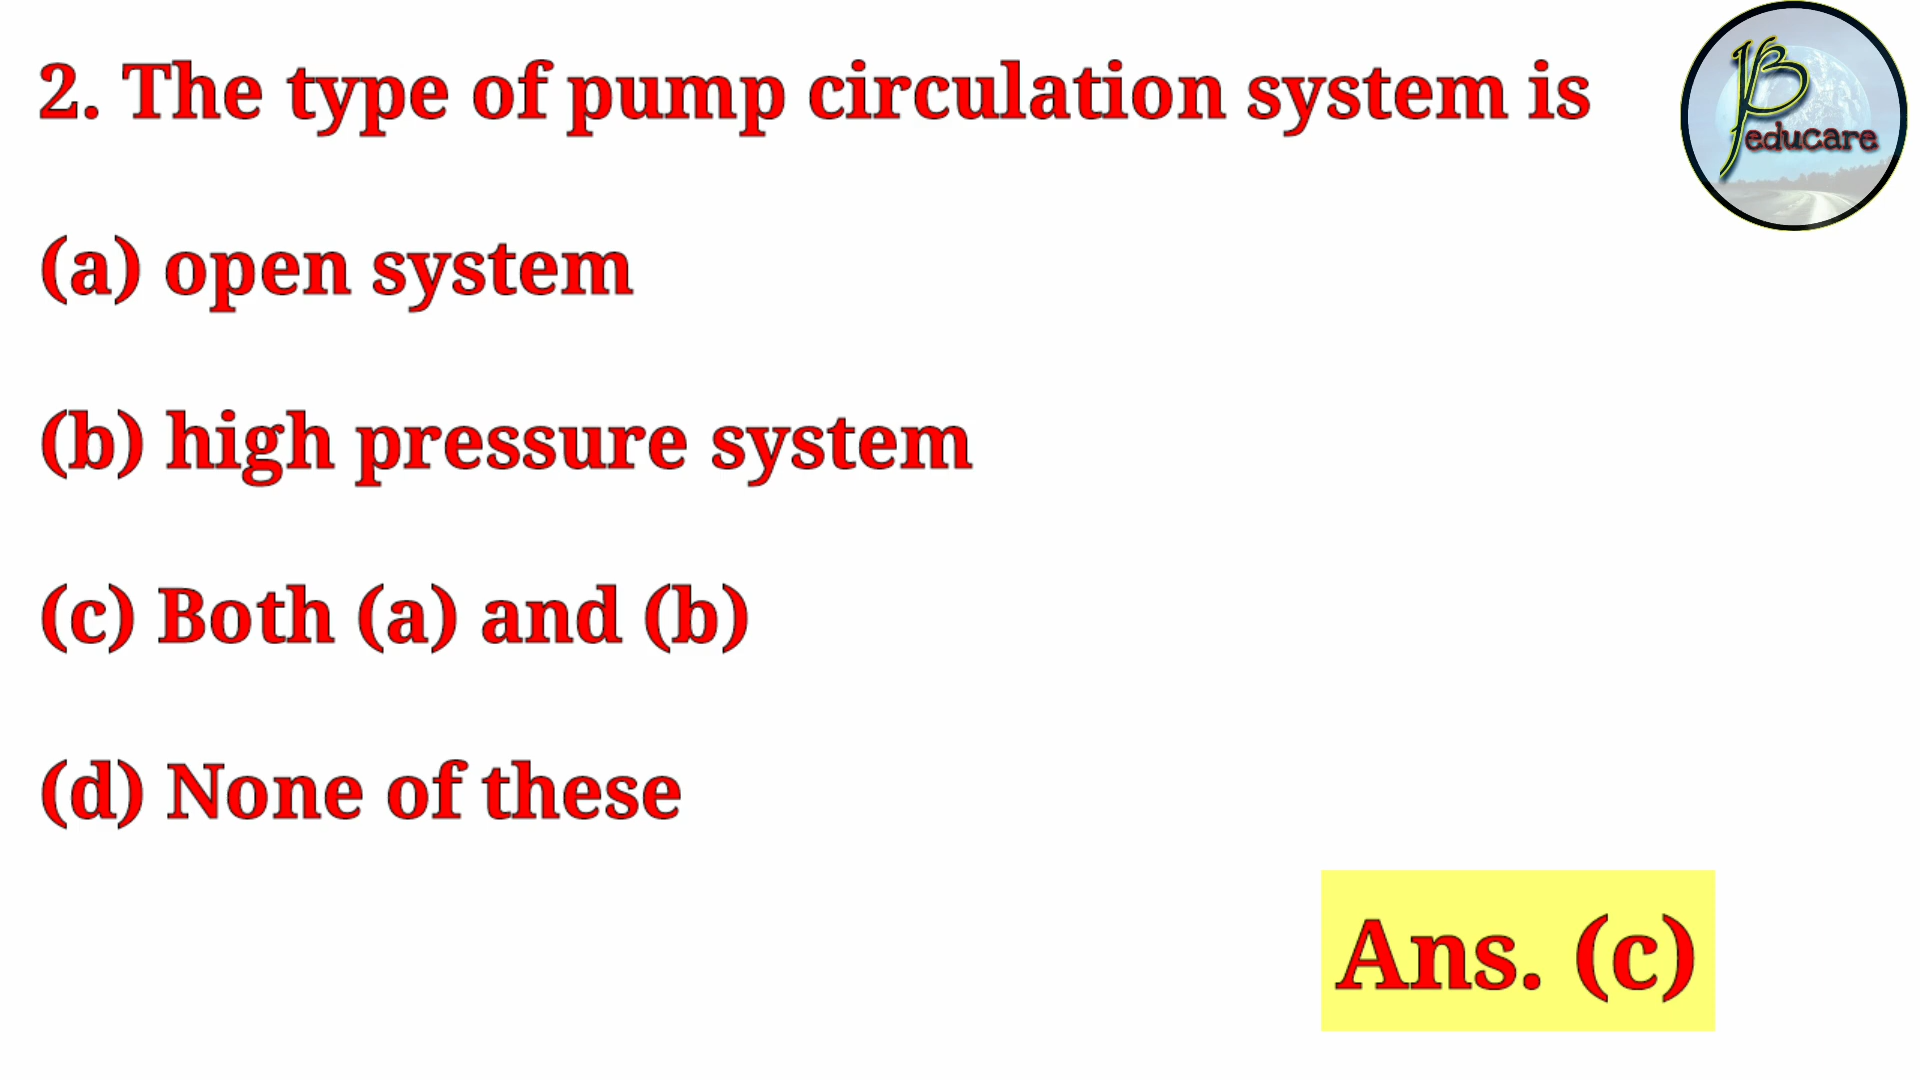 2. The type of pump circulation system is
(a) open system
(b) high pressure system
(c) Both (a) and (b)
(d) None of these
Ans. (c)
educare